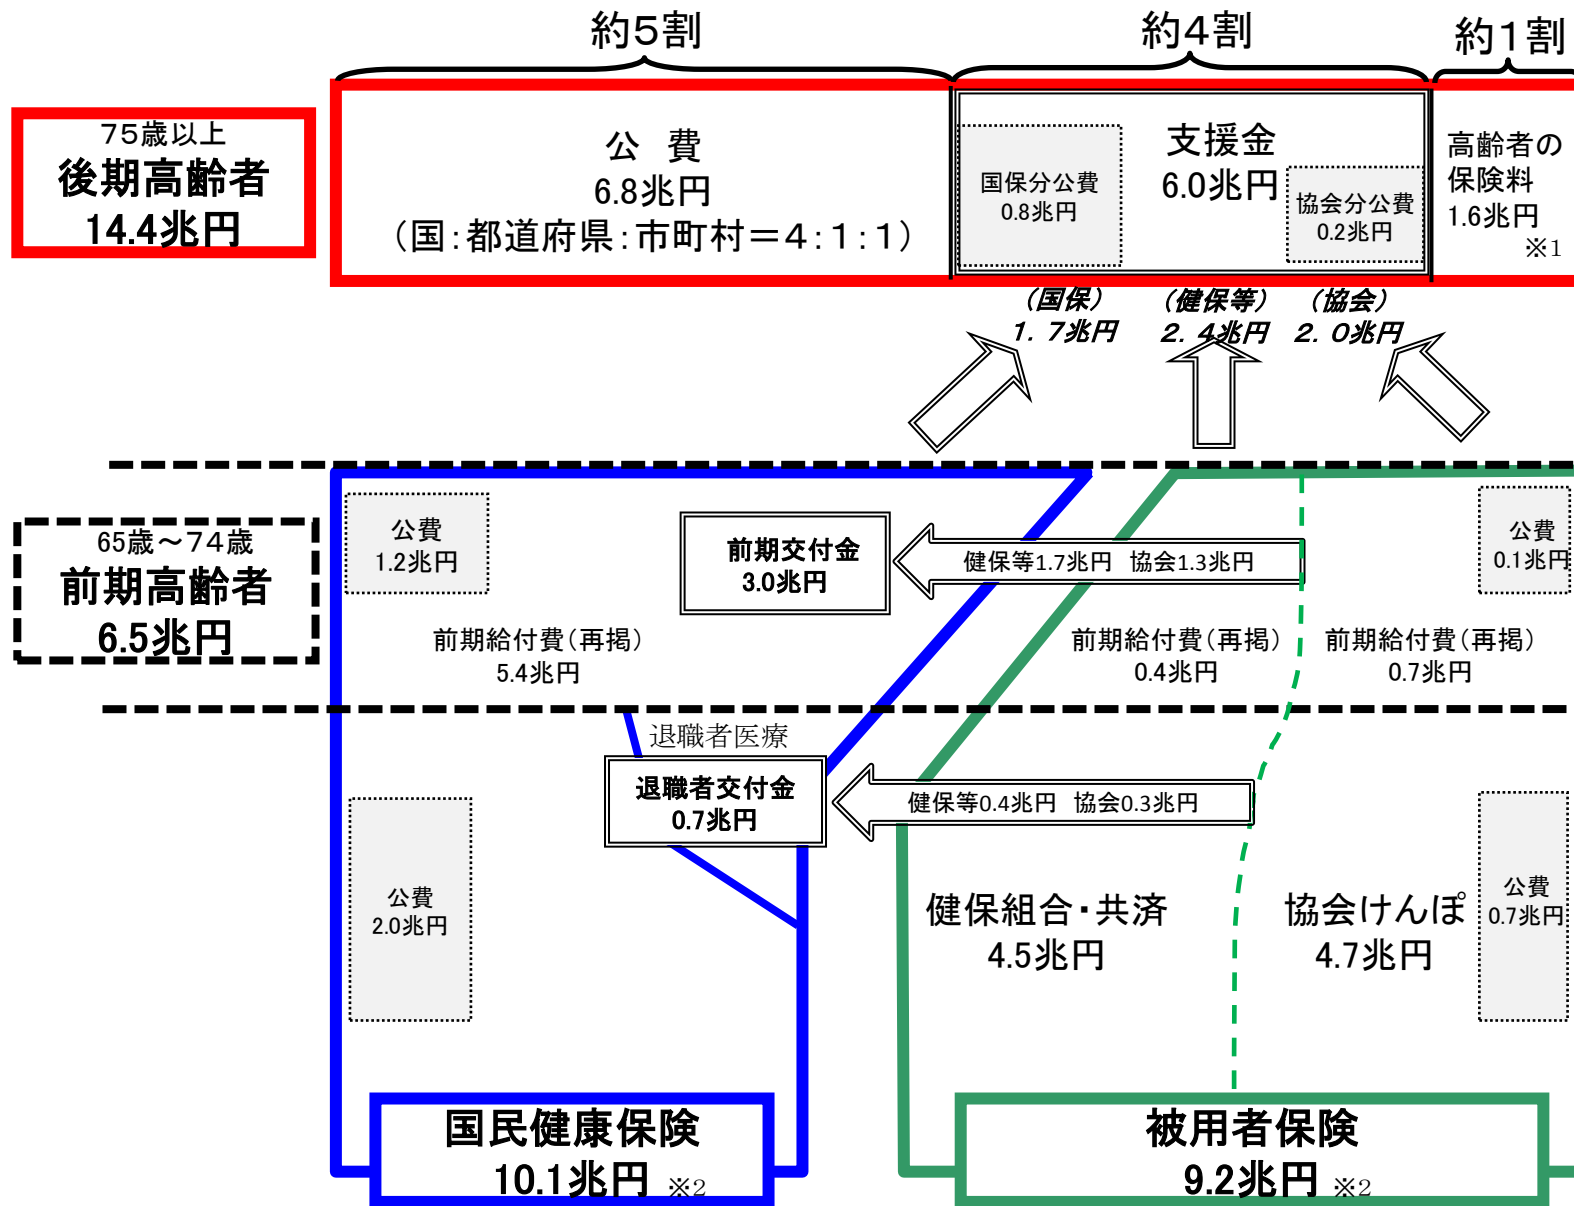 約5割
約4割
約1割
75歳以上
後期高齢者
14.4兆円
公 費
6.8兆円
（国：都道府県：市町村＝4：1：1）
支援金
6.0兆円
国保分公費
0.8兆円
協会分公費
0.2兆円
高齢者の
保険料
1.6兆円
※1
（国保）
1．7兆円
（健保等）
2．4兆円
（協会）
2．0兆円
65歳～74歳
前期高齢者
6.5兆円
公費
1.2兆円
前期交付金
3.0兆円
健保等1.7兆円 協会1.3兆円
公費
0.1兆円
前期給付費（再掲）
5.4兆円
前期給付費（再掲）
0.4兆円
前期給付費（再掲）
0.7兆円
退職者医療
退職者交付金
0.7兆円
健保等0.4兆円 協会0.3兆円
公費
2.0兆円
健保組合・共済
4.5兆円
協会けんぽ
4.7兆円
公費
0.7兆円
国民健康保険
10.1兆円 ※2
被用者保険
9.2兆円 ※2